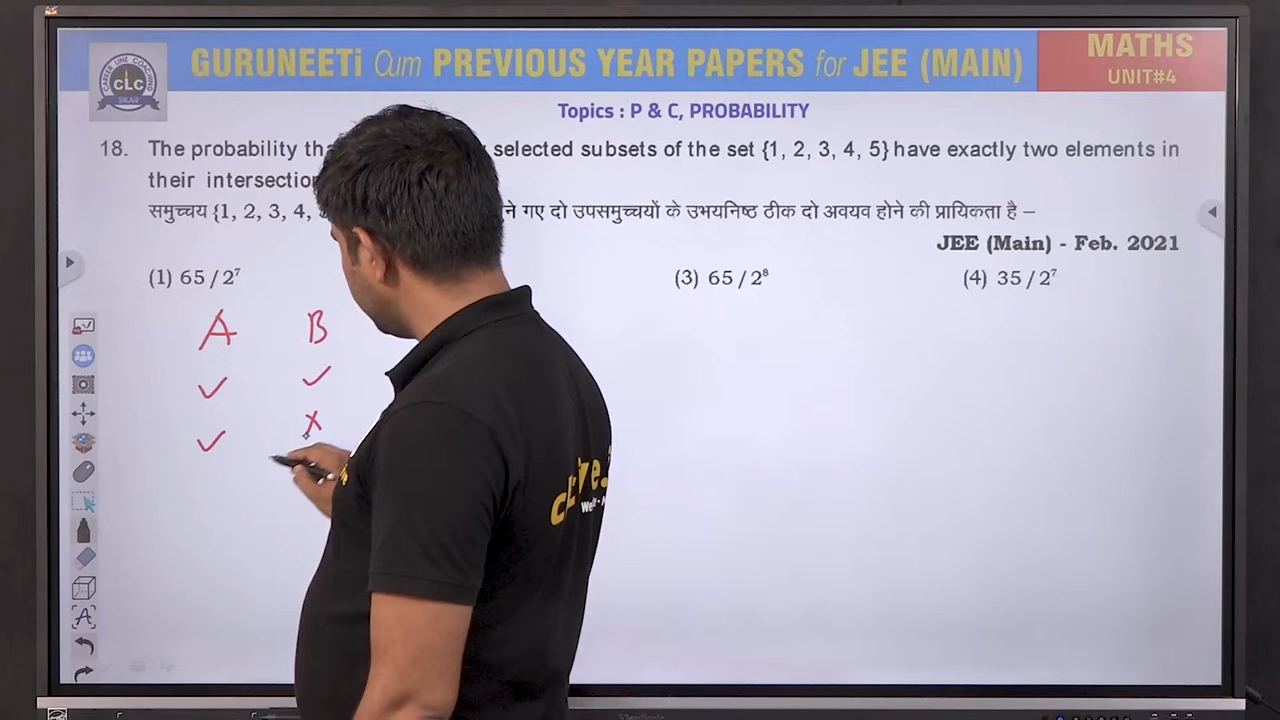 GURUNEETi Cum PREVIOUS YEAR PAPERS for JEE (MAIN)
MATHS
UNIT#4
CLC
SIKAR
Topics : P & C, PROBABILITY
18. The probability tha selected subsets of the set {1, 2, 3, 4, 5} have exactly two elements in
their intersection
समुच्चय {1, 2, 3, 4, ने गए दो उपसमुच्चयों के उभयनिष्ठ ठीक दो अवयव होने की प्रायिकता है –
JEE (Main) - Feb. 2021
(1) 65 / 2⁷ (3) 65 / 2⁸ (4) 35 / 2⁷
A B
✓ ✓
✓ ×